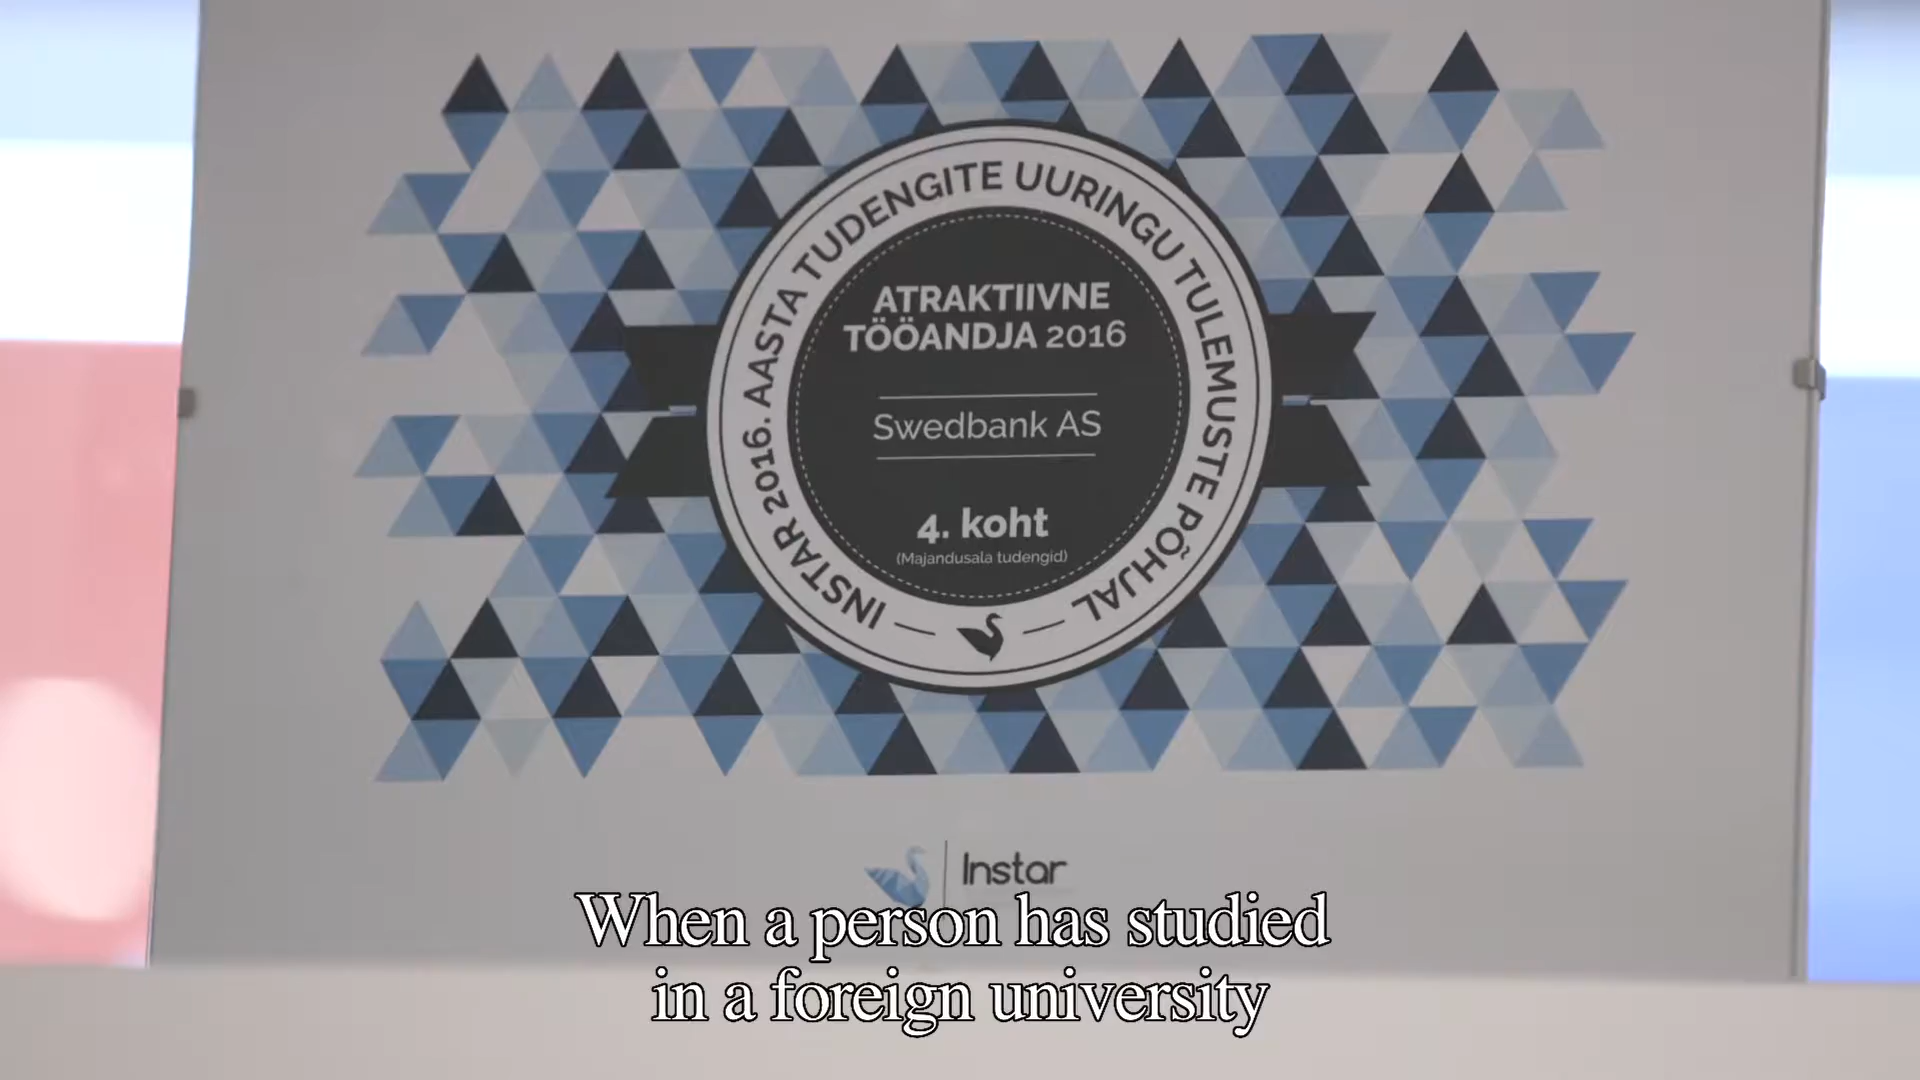 INSTAR 2016. AASTA TUDENGITE UURINGU TULEMUSTE PÕHJAL
ATRAKTIIVNE
TÖÖANDJA 2016
Swedbank AS
4. koht
(Majandusala tudengid)
Instar
When a person has studied
in a foreign university